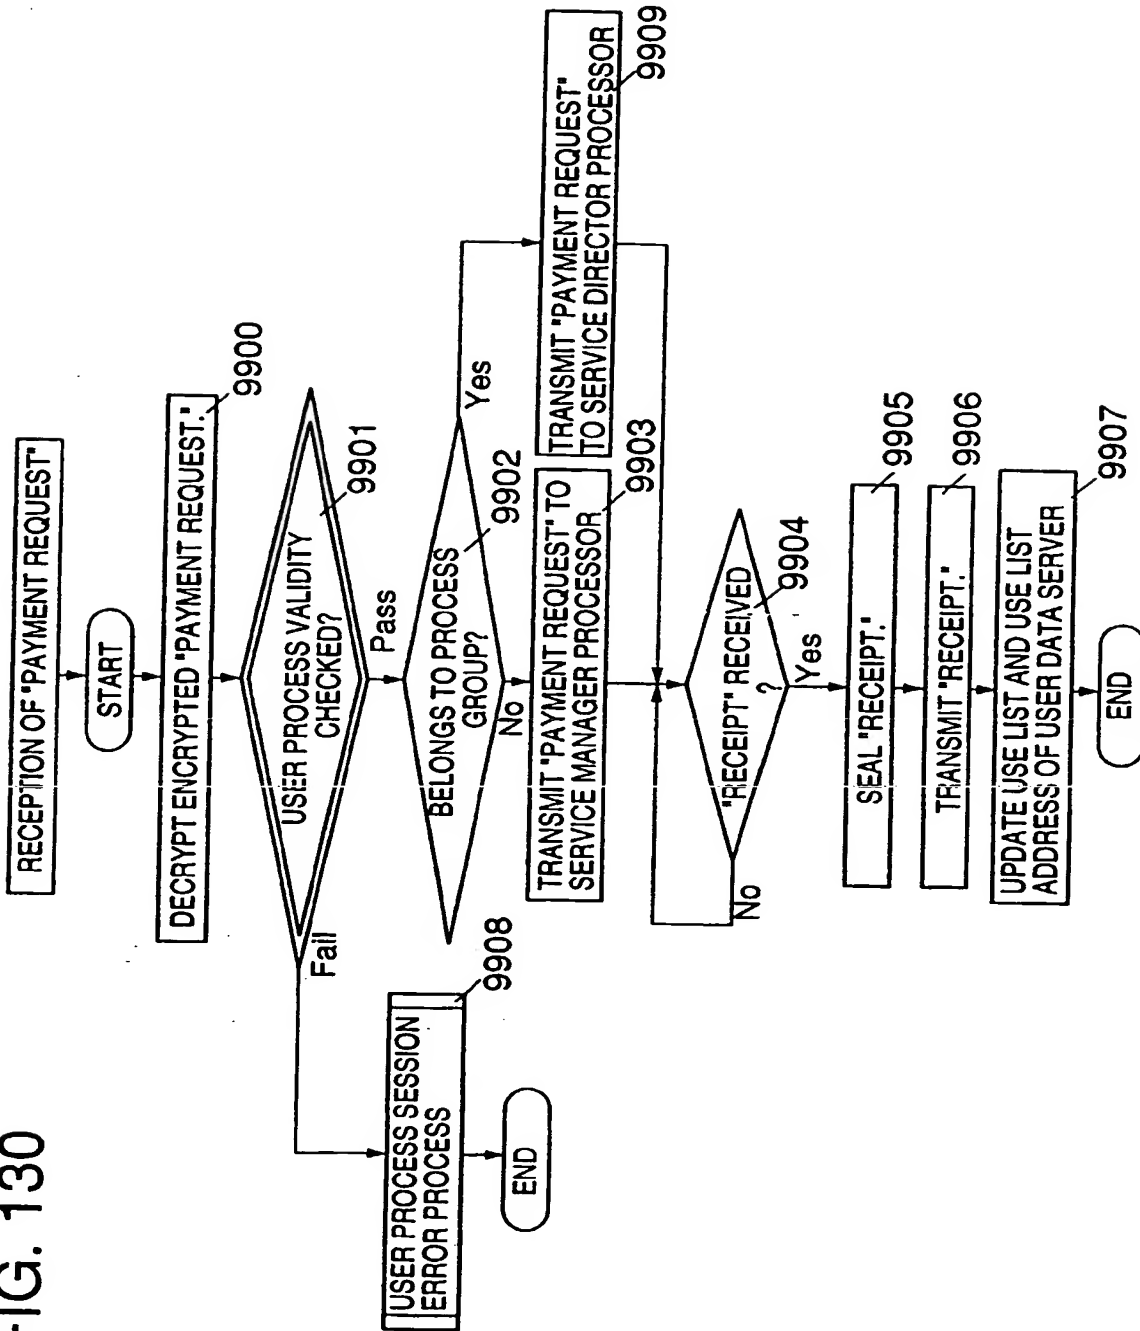 FIG. 130
RECEPTION OF "PAYMENT REQUEST"
START
DECRYPT ENCRYPTED "PAYMENT REQUEST."
9900
USER PROCESS VALIDITY
CHECKED?
9901
Fail
Pass
BELONGS TO PROCESS
GROUP?
9902
Yes
No
TRANSMIT "PAYMENT REQUEST" TO
SERVICE MANAGER PROCESSOR
9903
TRANSMIT "PAYMENT REQUEST"
TO SERVICE DIRECTOR PROCESSOR
9909
USER PROCESS SESSION
ERROR PROCESS
9908
END
"RECEIPT" RECEIVED
?
9904
No
Yes
SEAL "RECEIPT."
9905
TRANSMIT "RECEIPT."
9906
UPDATE USE LIST AND USE LIST
ADDRESS OF USER DATA SERVER
9907
END